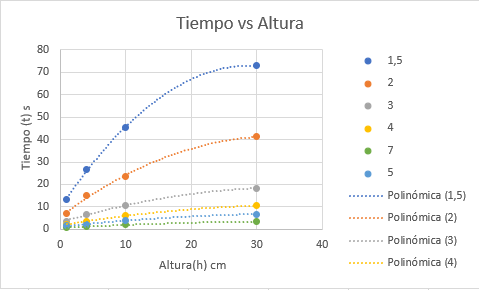 Tiempo vs Altura
80
70
60
50
40
30
20
10
0
Tiempo (t) s
0
10
20
30
40
Altura(h) cm
1,5
2
3
4
7
5
Polinómica (1,5)
Polinómica (2)
Polinómica (3)
Polinómica (4)